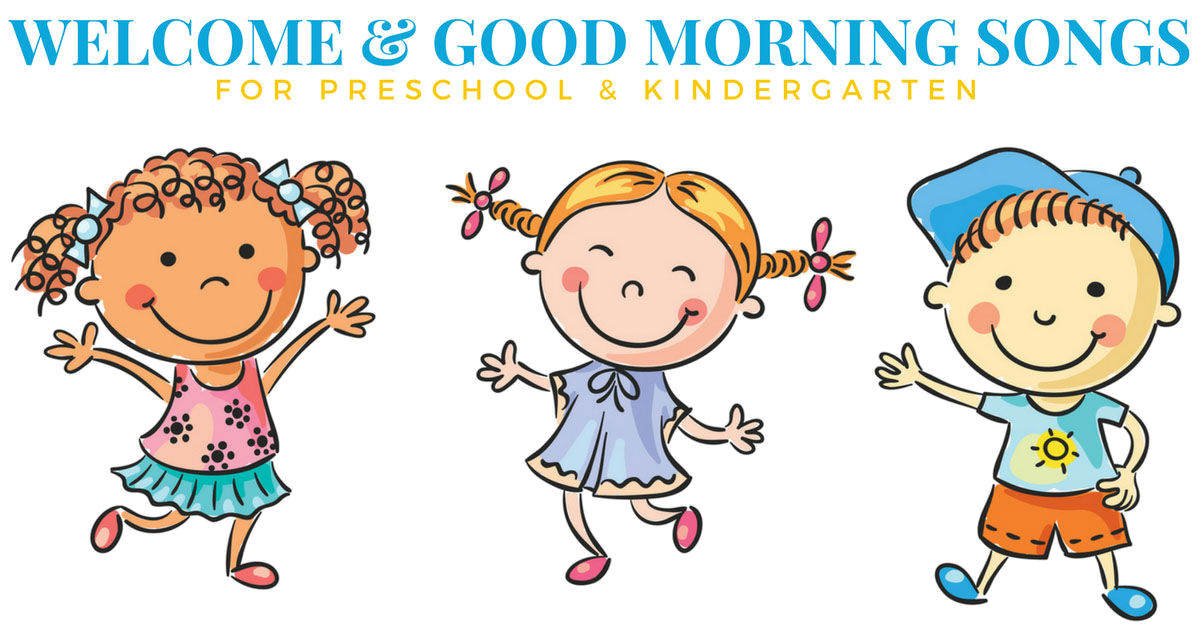 WELCOME & GOOD MORNING SONGS
FOR PRESCHOOL & KINDERGARTEN